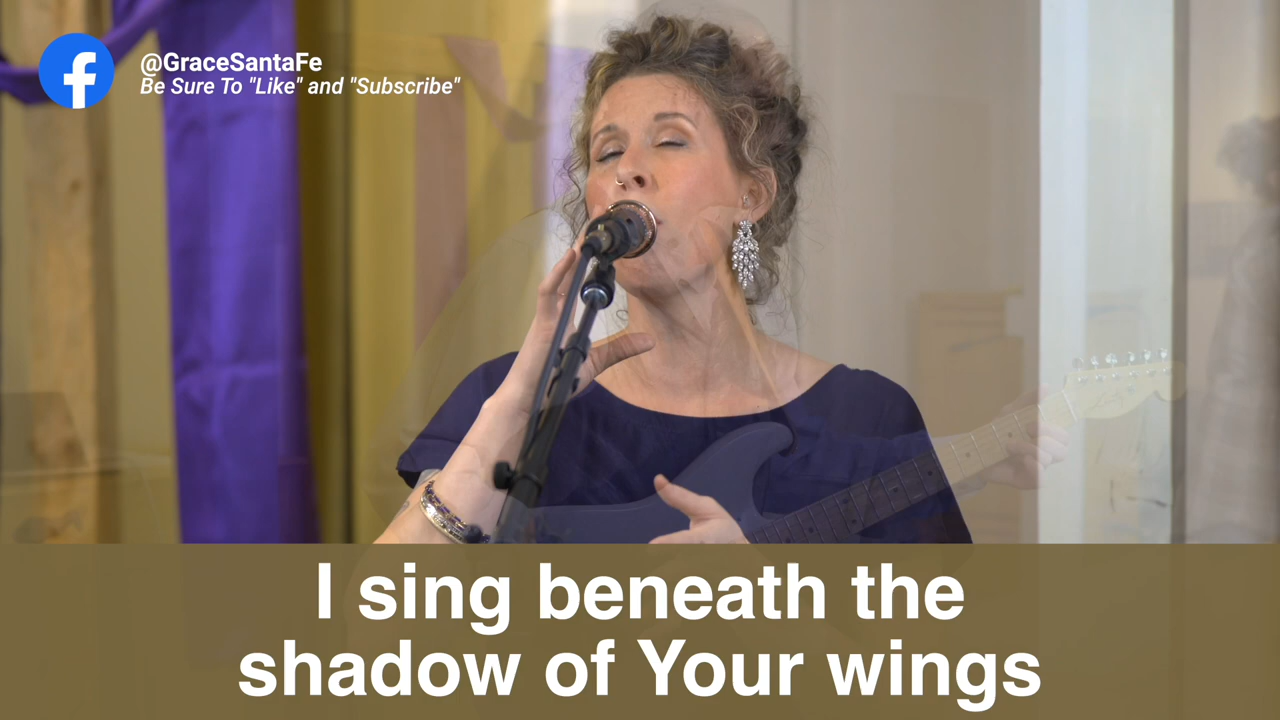 @GraceSantaFe
Be Sure To "Like" and "Subscribe"
I sing beneath the
shadow of Your wings